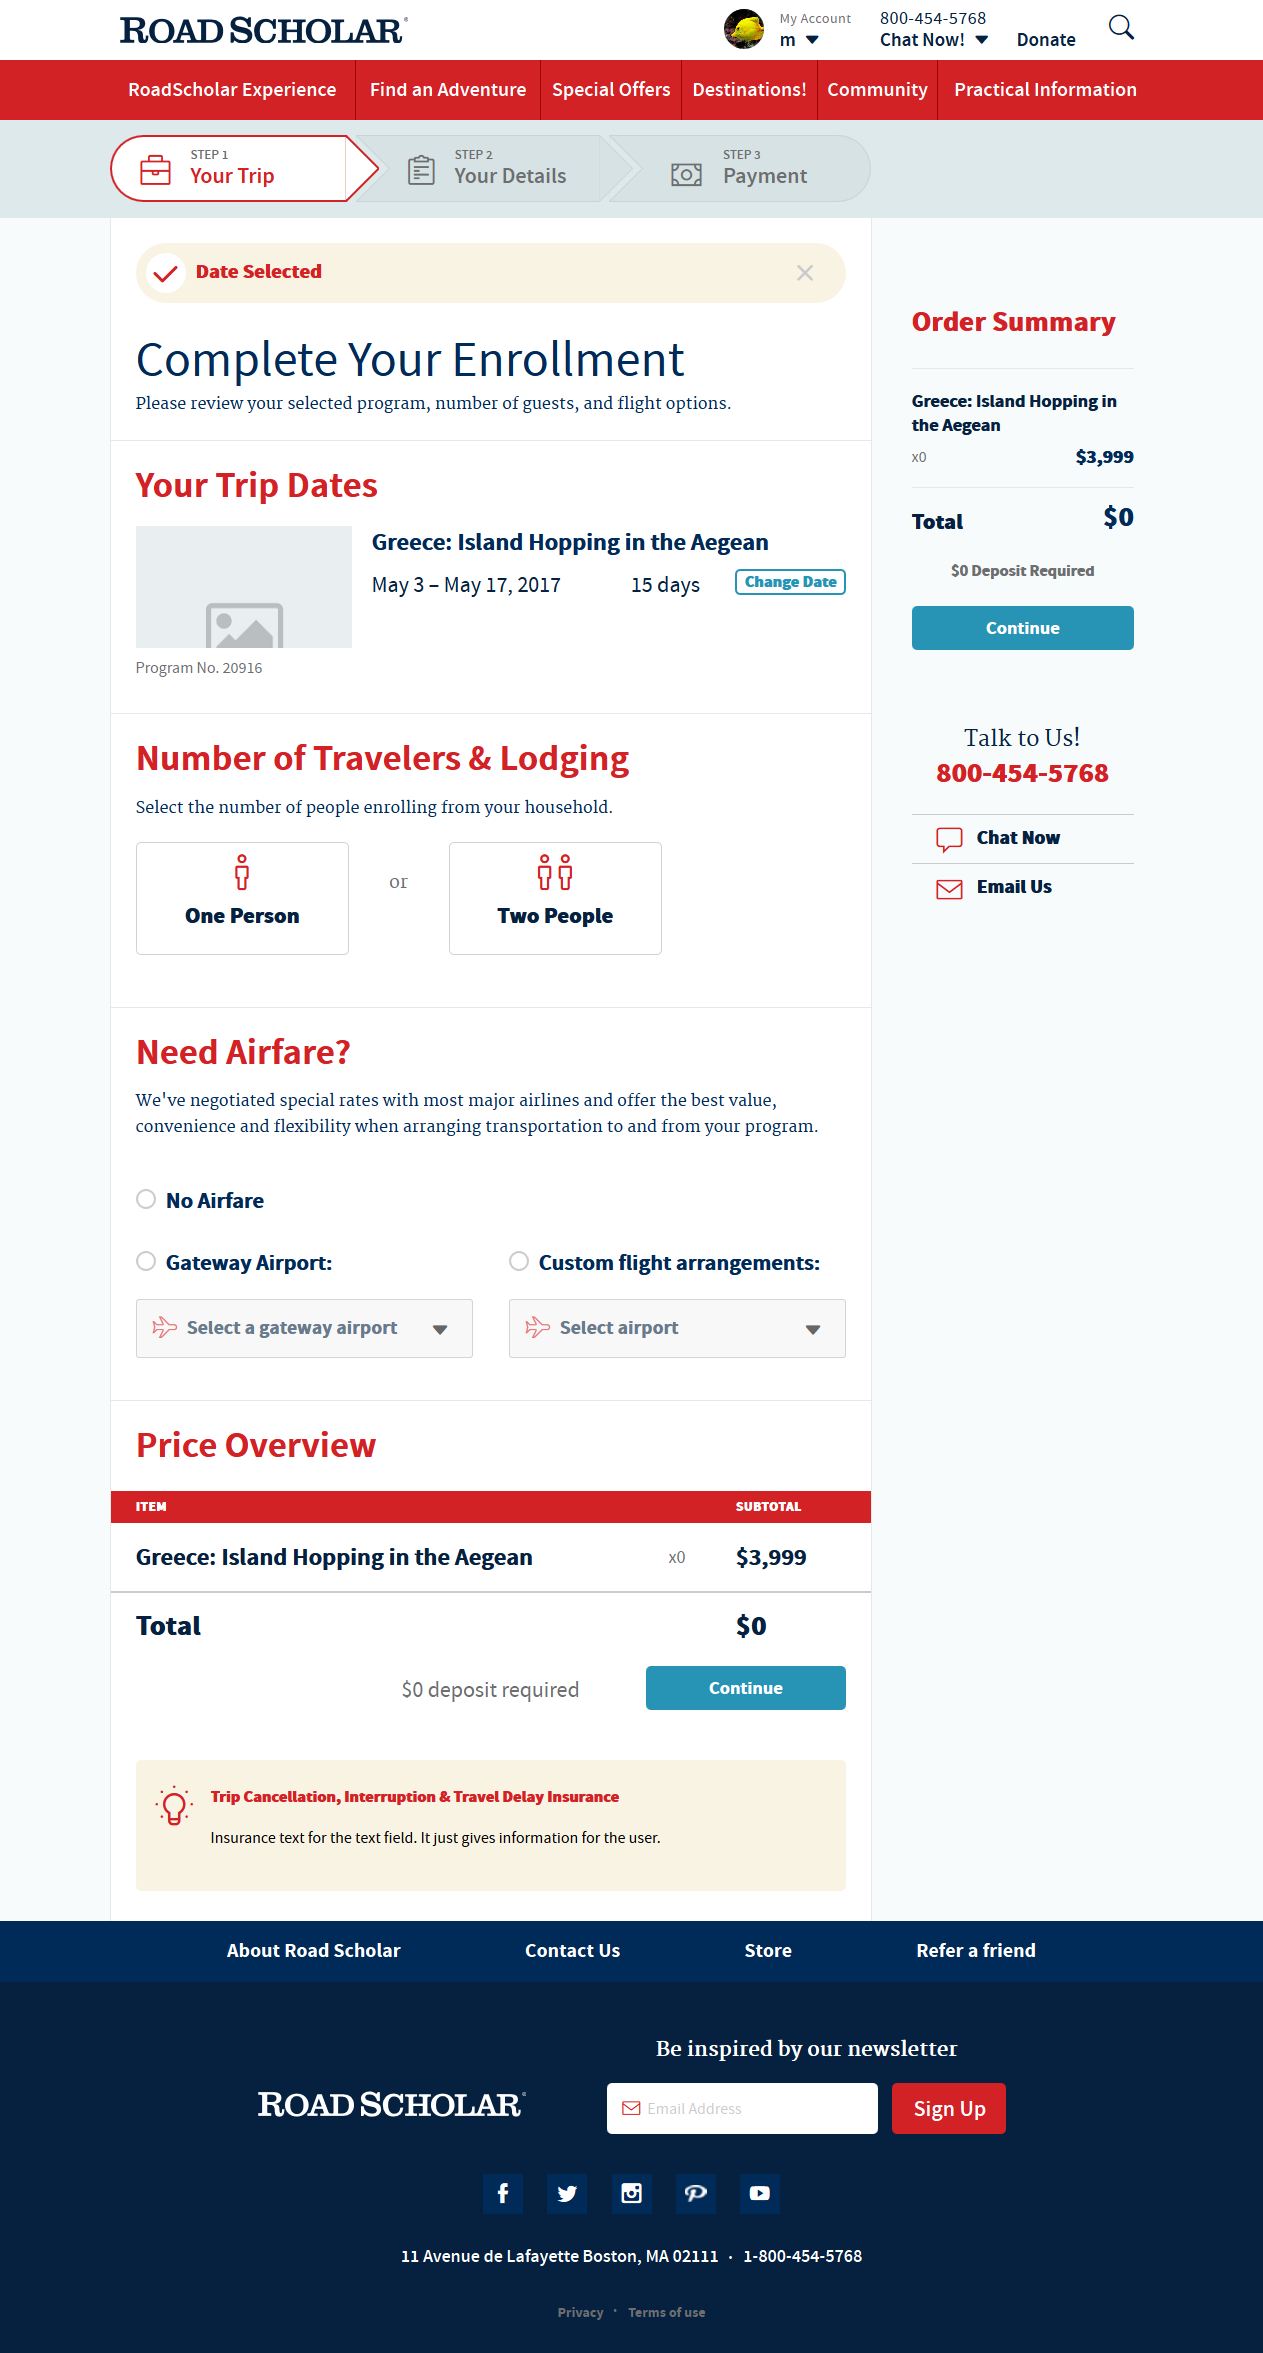 ROAD SCHOLAR®
My Account
m
800-454-5768
Chat Now!
Donate
RoadScholar Experience
Find an Adventure
Special Offers
Destinations!
Community
Practical Information
STEP 1
Your Trip
STEP 2
Your Details
STEP 3
Payment
Date Selected
Complete Your Enrollment
Please review your selected program, number of guests, and flight options.
Your Trip Dates
Greece: Island Hopping in the Aegean
May 3 – May 17, 2017
15 days
Change Date
Program No. 20916
Number of Travelers & Lodging
Select the number of people enrolling from your household.
One Person
or
Two People
Need Airfare?
We've negotiated special rates with most major airlines and offer the best value,
convenience and flexibility when arranging transportation to and from your program.
No Airfare
Gateway Airport:
Select a gateway airport
Custom flight arrangements:
Select airport
Price Overview
ITEM
SUBTOTAL
Greece: Island Hopping in the Aegean
x0
$3,999
Total
$0
$0 deposit required
Continue
Trip Cancellation, Interruption & Travel Delay Insurance
Insurance text for the text field. It just gives information for the user.
Order Summary
Greece: Island Hopping in
the Aegean
x0
$3,999
Total
$0
$0 Deposit Required
Continue
Talk to Us!
800-454-5768
Chat Now
Email Us
About Road Scholar
Contact Us
Store
Refer a friend
ROAD SCHOLAR®
Be inspired by our newsletter
Email Address
Sign Up
11 Avenue de Lafayette Boston, MA 02111 · 1-800-454-5768
Privacy · Terms of use